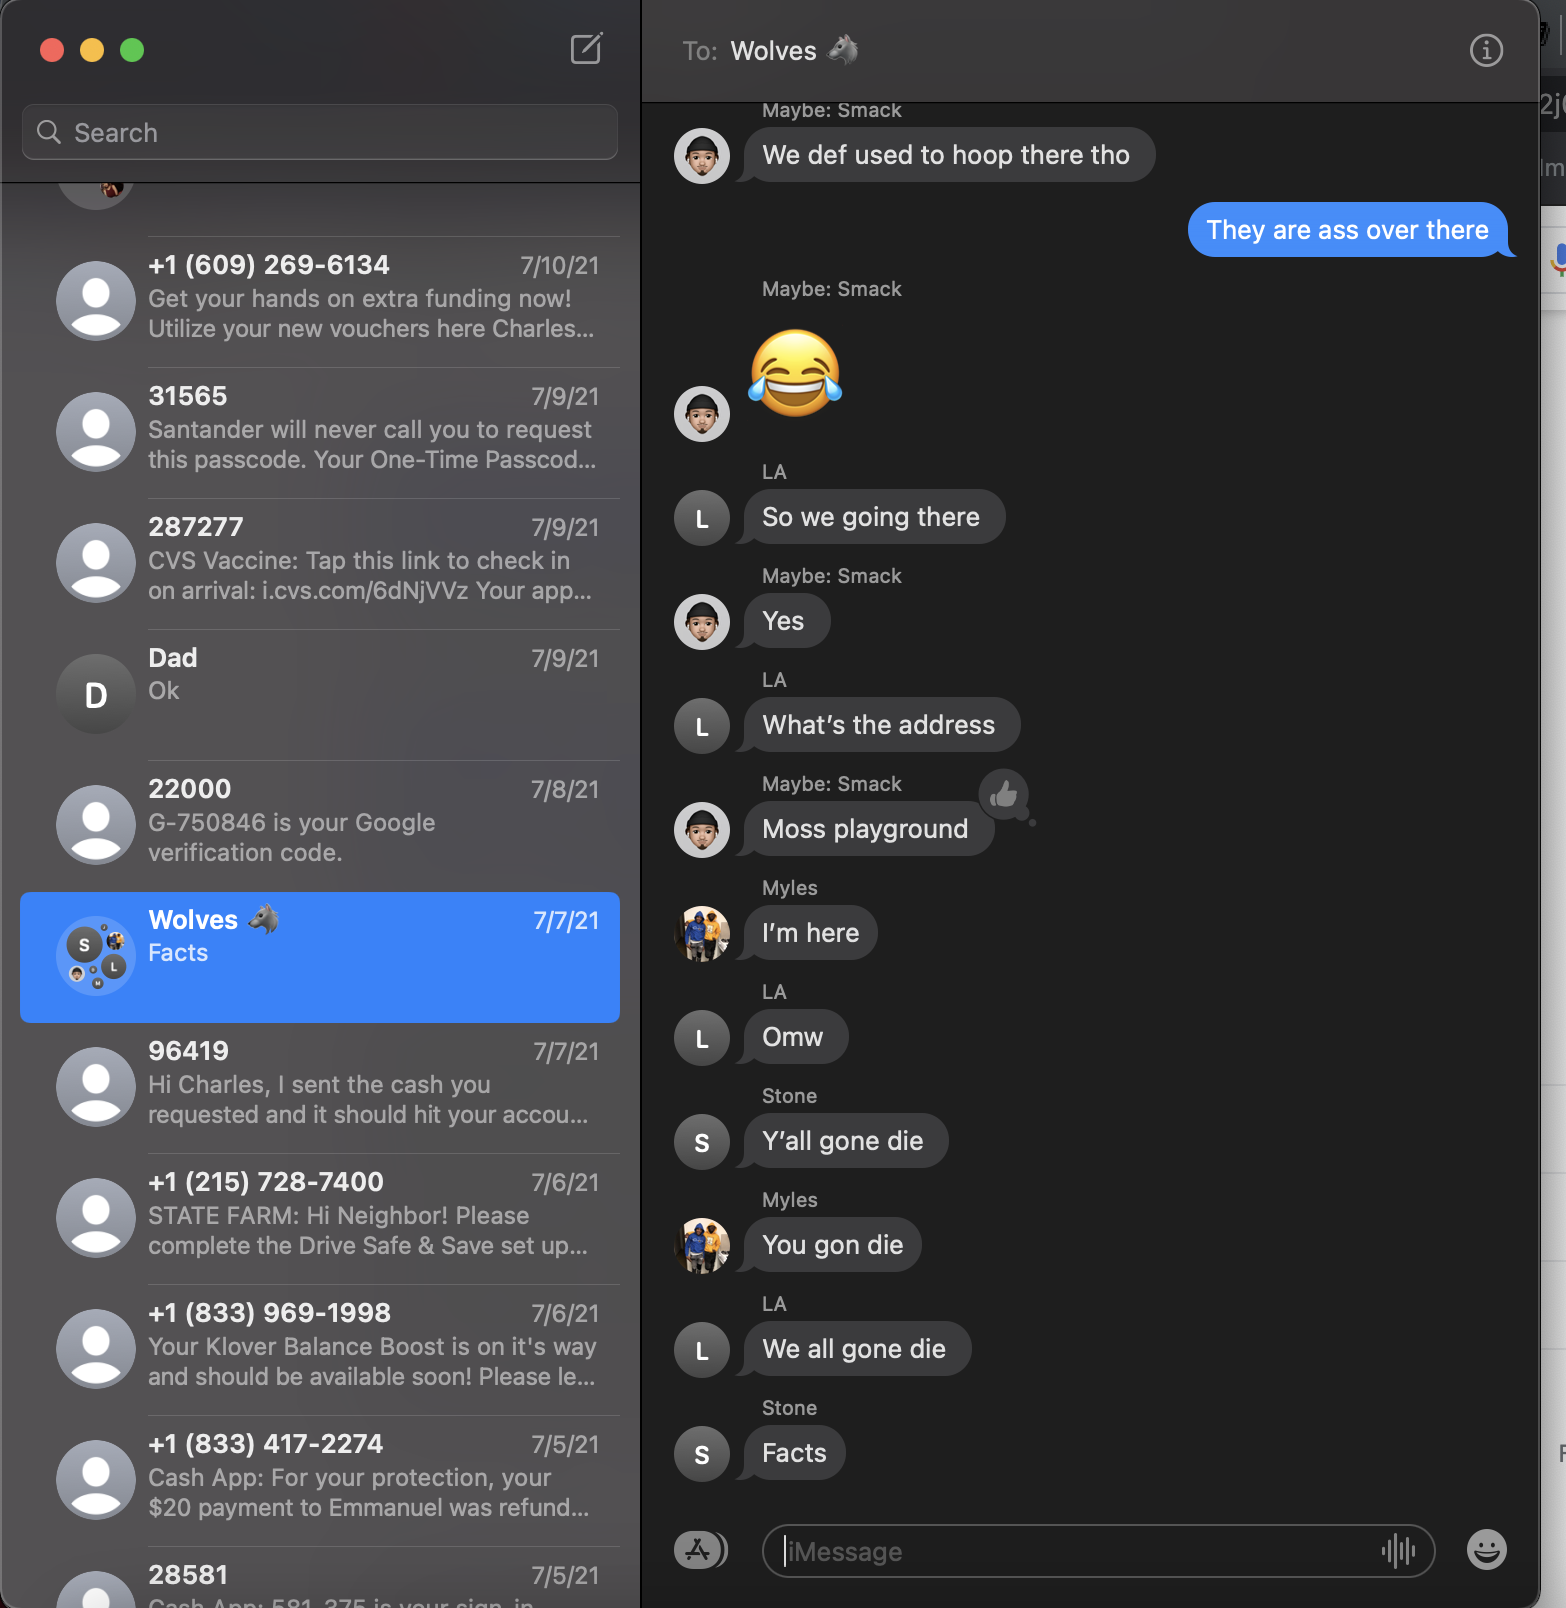 Search
+1 (609) 269-6134 7/10/21
Get your hands on extra funding now!
Utilize your new vouchers here Charles...
31565 7/9/21
Santander will never call you to request
this passcode. Your One-Time Passcod...
287277 7/9/21
CVS Vaccine: Tap this link to check in
on arrival: i.cvs.com/6dNjVVz Your app...
D
Dad 7/9/21
Ok
22000 7/8/21
G-750846 is your Google
verification code.
S
L
M
Wolves 🐺 7/7/21
Facts
96419 7/7/21
Hi Charles, I sent the cash you
requested and it should hit your accou...
+1 (215) 728-7400 7/6/21
STATE FARM: Hi Neighbor! Please
complete the Drive Safe & Save set up...
+1 (833) 969-1998 7/6/21
Your Klover Balance Boost is on it's way
and should be available soon! Please le...
+1 (833) 417-2274 7/5/21
Cash App: For your protection, your
$20 payment to Emmanuel was refund...
28581 7/5/21
Cash App: 581-375 is your sign-in
To: Wolves 🐺
Maybe: Smack
We def used to hoop there tho
They are ass over there
Maybe: Smack
😂
LA
L
So we going there
Maybe: Smack
Yes
LA
L
What’s the address
Maybe: Smack
Moss playground
Myles
I’m here
LA
L
Omw
Stone
S
Y’all gone die
Myles
You gon die
LA
L
We all gone die
Stone
S
Facts
iMessage